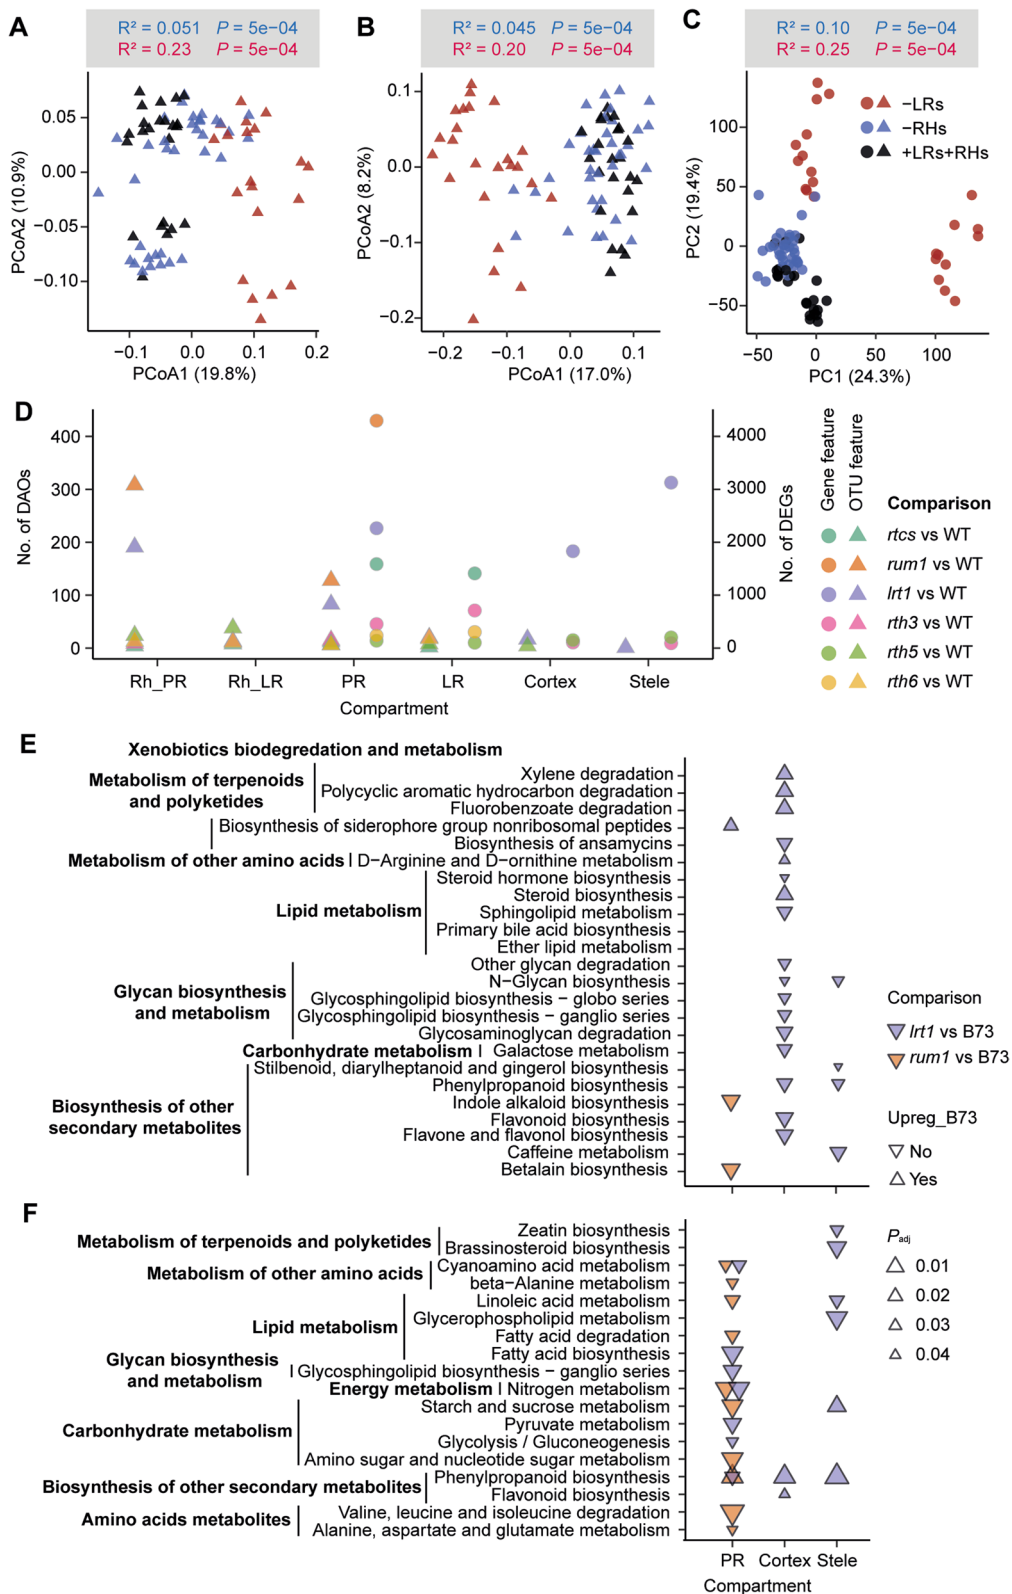 A
R² = 0.051 P = 5e−04
R² = 0.23 P = 5e−04
0.05
0.00
−0.05
−0.10
PCoA2 (10.9%)
−0.1 0.0 0.1 0.2
PCoA1 (19.8%)
B
R² = 0.045 P = 5e−04
R² = 0.20 P = 5e−04
0.1
0.0
−0.1
−0.2
PCoA2 (8.2%)
−0.2 −0.1 0.0 0.1
PCoA1 (17.0%)
C
R² = 0.10 P = 5e−04
R² = 0.25 P = 5e−04
100
50
0
−50
PC2 (19.4%)
−50 0 50 100
PC1 (24.3%)
−LRs
−RHs
+LRs+RHs
D
400
300
200
100
0
No. of DAOs
4000
3000
2000
1000
0
No. of DEGs
Rh_PR Rh_LR PR LR Cortex Stele
Compartment
Gene feature
OTU feature
Comparison
rtcs vs WT
rum1 vs WT
lrt1 vs WT
rth3 vs WT
rth5 vs WT
rth6 vs WT
E
Xenobiotics biodegredation and metabolism
Metabolism of terpenoids
and polyketides
Xylene degradation
Polycyclic aromatic hydrocarbon degradation
Fluorobenzoate degradation
Biosynthesis of siderophore group nonribosomal peptides
Biosynthesis of ansamycins
Metabolism of other amino acids
D−Arginine and D−ornithine metabolism
Lipid metabolism
Steroid hormone biosynthesis
Steroid biosynthesis
Sphingolipid metabolism
Primary bile acid biosynthesis
Ether lipid metabolism
Glycan biosynthesis
and metabolism
Other glycan degradation
N−Glycan biosynthesis
Glycosphingolipid biosynthesis − globo series
Glycosphingolipid biosynthesis − ganglio series
Glycosaminoglycan degradation
Carbonhydrate metabolism
Galactose metabolism
Biosynthesis of other
secondary metabolites
Stilbenoid, diarylheptanoid and gingerol biosynthesis
Phenylpropanoid biosynthesis
Indole alkaloid biosynthesis
Flavonoid biosynthesis
Flavone and flavonol biosynthesis
Caffeine metabolism
Betalain biosynthesis
Comparison
lrt1 vs B73
rum1 vs B73
Upreg_B73
No
Yes
Padj
0.01
0.02
0.03
0.04
F
Metabolism of terpenoids and polyketides
Zeatin biosynthesis
Brassinosteroid biosynthesis
Metabolism of other amino acids
Cyanoamino acid metabolism
beta−Alanine metabolism
Lipid metabolism
Linoleic acid metabolism
Glycerophospholipid metabolism
Fatty acid degradation
Fatty acid biosynthesis
Glycan biosynthesis
and metabolism
Glycosphingolipid biosynthesis − ganglio series
Energy metabolism
Nitrogen metabolism
Carbonhydrate metabolism
Starch and sucrose metabolism
Pyruvate metabolism
Glycolysis / Gluconeogenesis
Amino sugar and nucleotide sugar metabolism
Biosynthesis of other secondary metabolites
Phenylpropanoid biosynthesis
Flavonoid biosynthesis
Amino acids metabolites
Valine, leucine and isoleucine degradation
Alanine, aspartate and glutamate metabolism
PR Cortex Stele
Compartment